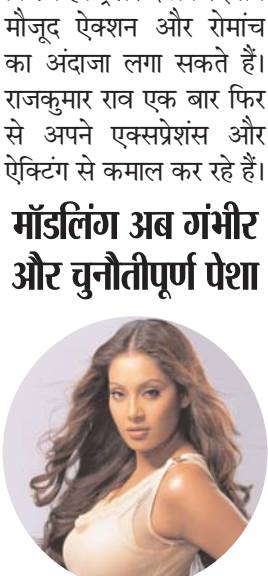 मौजूद ऐक्शन और रोमांच
का अंदाजा लगा सकते हैं।
राजकुमार राव एक बार फिर
से अपने एक्सप्रेशंस और
ऐक्टिंग से कमाल कर रहे हैं।
मॉडलिंग अब गंभीर
और चुनौतीपूर्ण पेशा